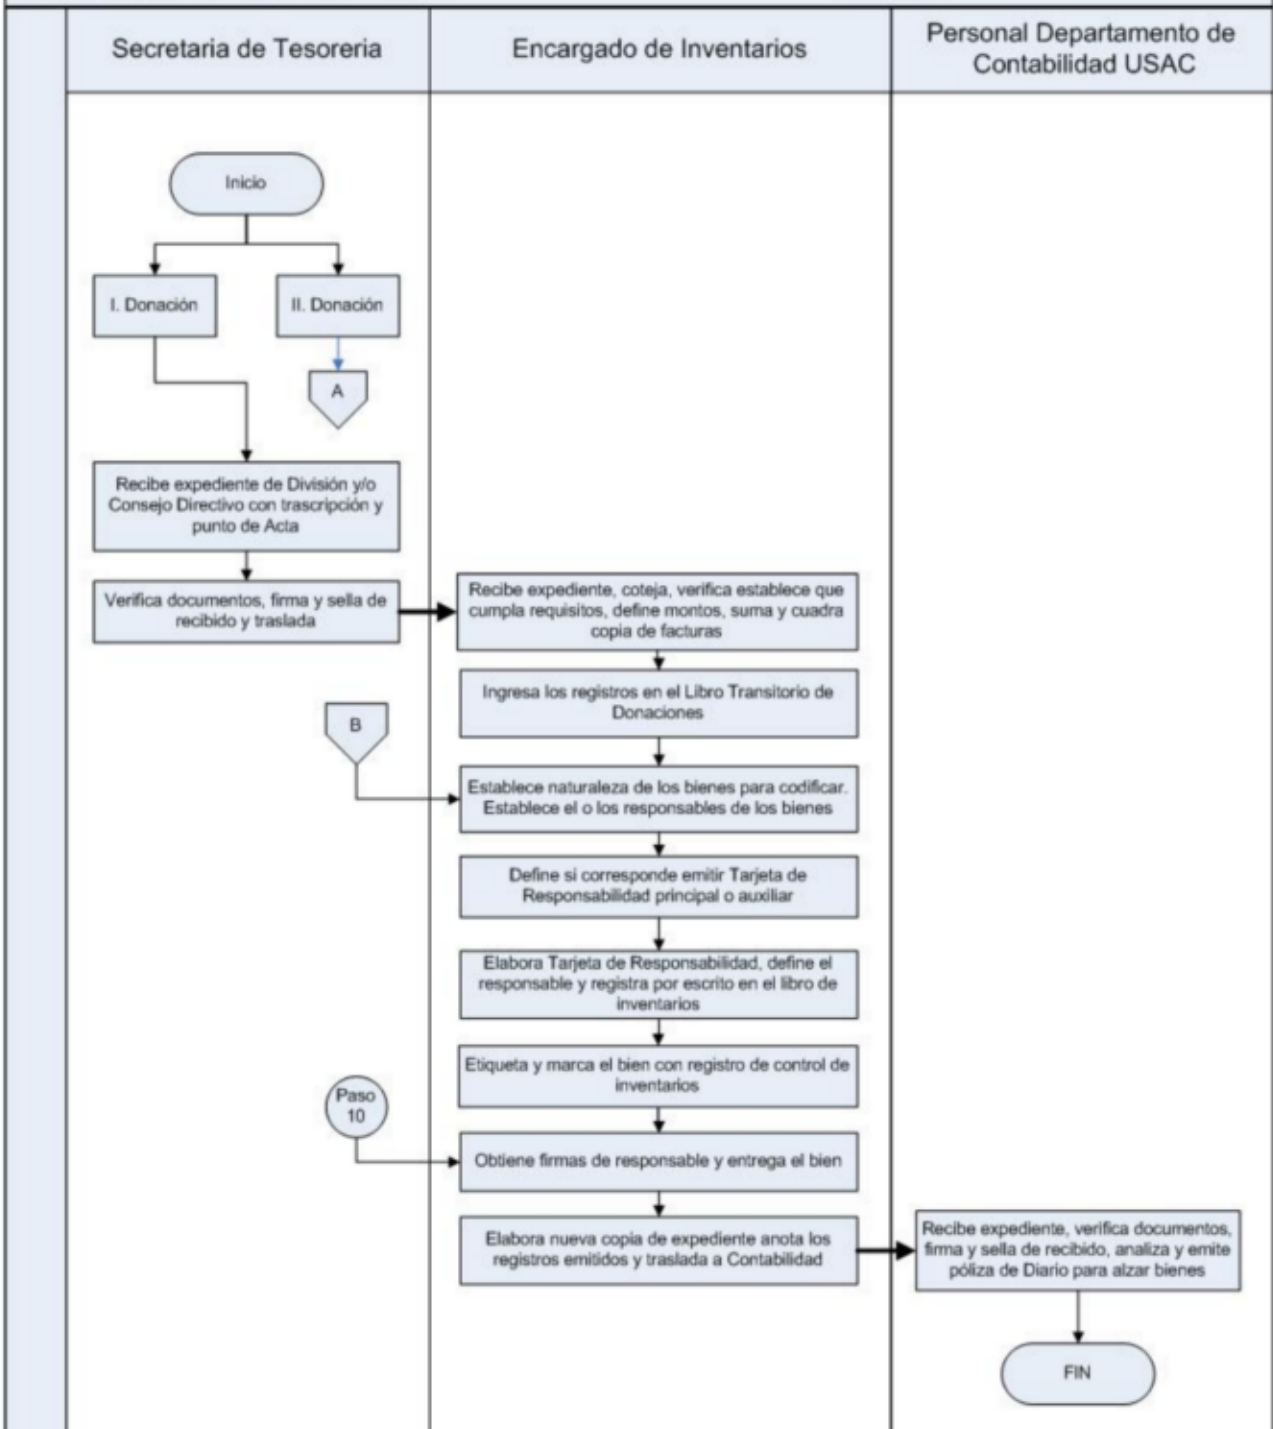 Secretaria de Tesoreria
Encargado de Inventarios
Personal Departamento de
Contabilidad USAC
Inicio
I. Donación
II. Donación
A
Recibe expediente de División y/o
Consejo Directivo con trascripción y
punto de Acta
Verifica documentos, firma y sella de
recibido y traslada
Recibe expediente, coteja, verifica establece que
cumpla requisitos, define montos, suma y cuadra
copia de facturas
Ingresa los registros en el Libro Transitorio de
Donaciones
B
Establece naturaleza de los bienes para codificar.
Establece el o los responsables de los bienes
Define si corresponde emitir Tarjeta de
Responsabilidad principal o auxiliar
Elabora Tarjeta de Responsabilidad, define el
responsable y registra por escrito en el libro de
inventarios
Etiqueta y marca el bien con registro de control de
inventarios
Paso
10
Obtiene firmas de responsable y entrega el bien
Elabora nueva copia de expediente anota los
registros emitidos y traslada a Contabilidad
Recibe expediente, verifica documentos,
firma y sella de recibido, analiza y emite
póliza de Diario para alzar bienes
FIN